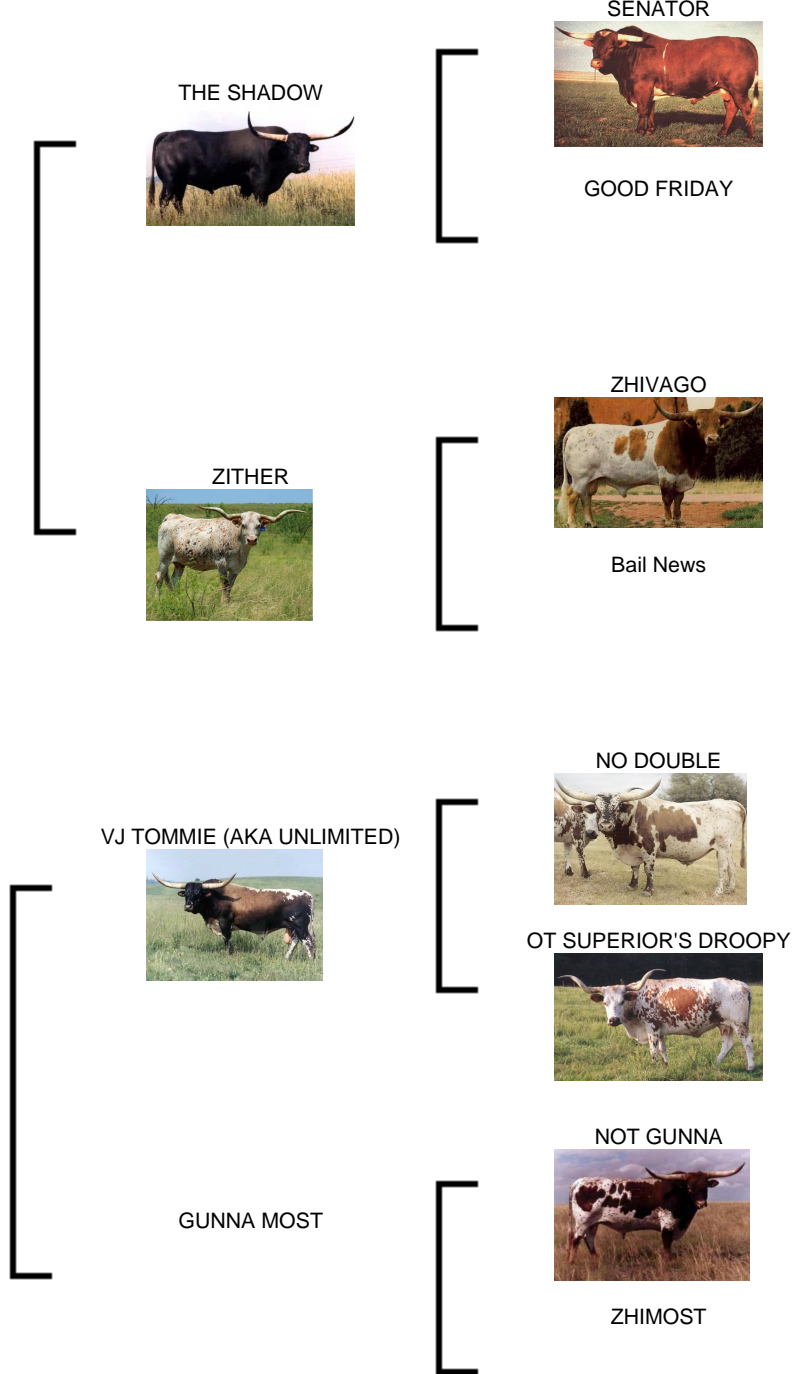 SENATOR
THE SHADOW
GOOD FRIDAY
ZHIVAGO
ZITHER
Bail News
NO DOUBLE
VJ TOMMIE (AKA UNLIMITED)
OT SUPERIOR'S DROOPY
NOT GUNNA
GUNNA MOST
ZHIMOST